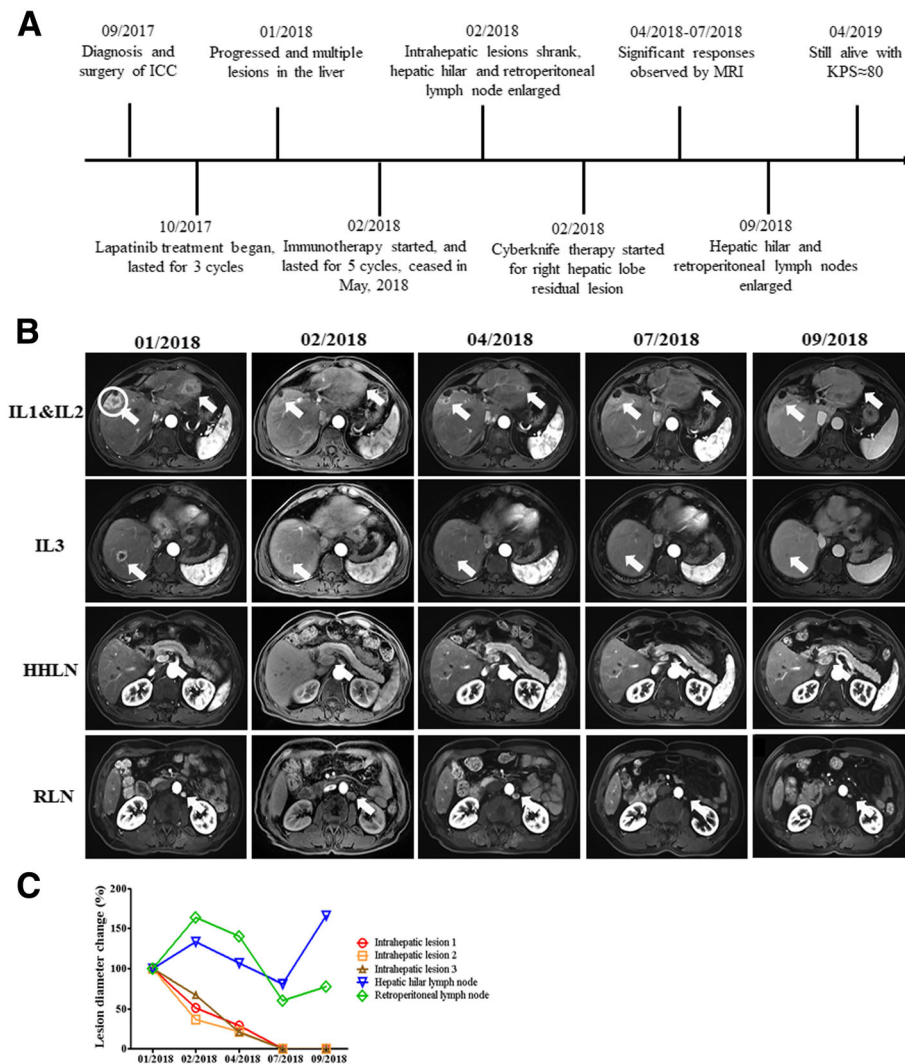 A
09/2017
Diagnosis and
surgery of ICC
01/2018
Progressed and multiple
lesions in the liver
02/2018
Intrahepatic lesions shrank,
hepatic hilar and retroperitoneal
lymph node enlarged
04/2018-07/2018
Significant responses
observed by MRI
04/2019
Still alive with
KPS≈80
10/2017
Lapatinib treatment began,
lasted for 3 cycles
02/2018
Immunotherapy started, and
lasted for 5 cycles, ceased in
May, 2018
02/2018
Cyberknife therapy started
for right hepatic lobe
residual lesion
09/2018
Hepatic hilar and
retroperitoneal lymph nodes
enlarged
B
01/2018 02/2018 04/2018 07/2018 09/2018
IL1&IL2
IL3
HHLN
RLN
C
Lesion diameter change (%)
200
150
100
50
0
01/2018 02/2018 04/2018 07/2018 09/2018
Intrahepatic lesion 1
Intrahepatic lesion 2
Intrahepatic lesion 3
Hepatic hilar lymph node
Retroperitoneal lymph node